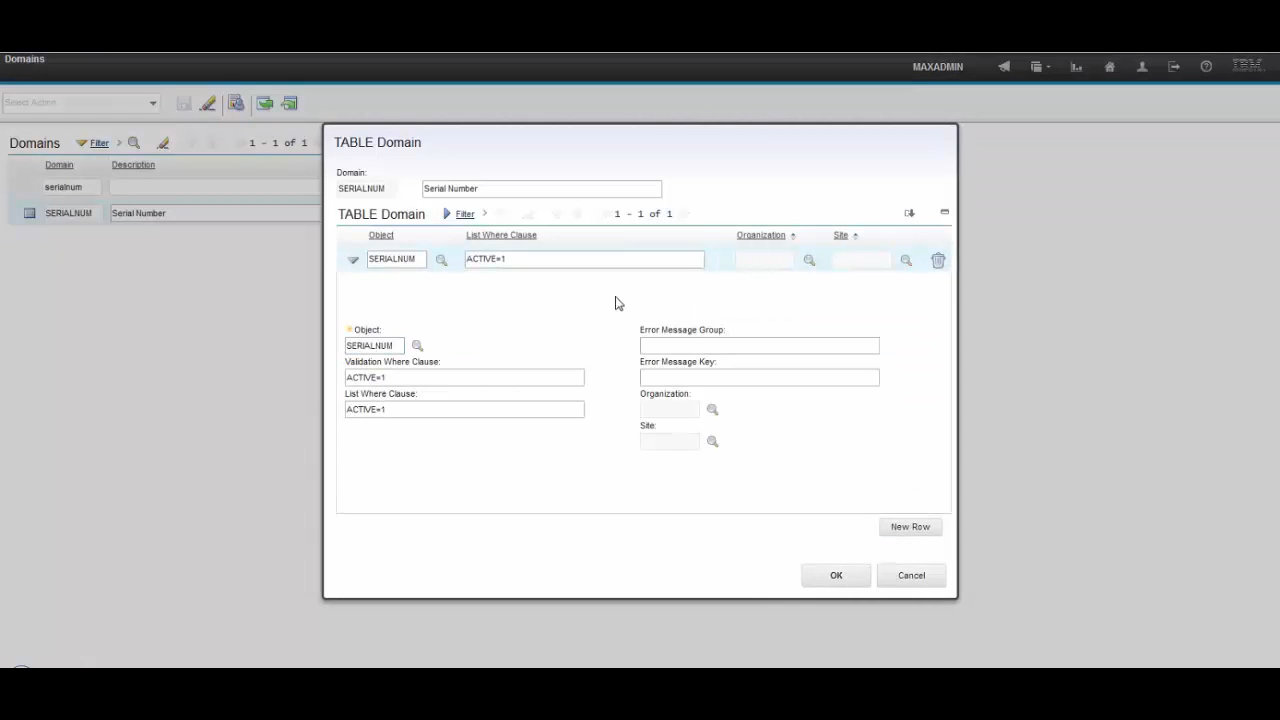 Domains
MAXADMIN
IBM
Select Action
Domains Filter 1 - 1 of 1
Domain Description
serialnum
SERIALNUM Serial Number
TABLE Domain
Domain:
SERIALNUM Serial Number
TABLE Domain Filter 1 - 1 of 1
Object List Where Clause Organization Site
SERIALNUM ACTIVE=1
Object: Error Message Group:
SERIALNUM
Validation Where Clause: Error Message Key:
ACTIVE=1
List Where Clause: Organization:
ACTIVE=1
Site:
New Row
OK Cancel